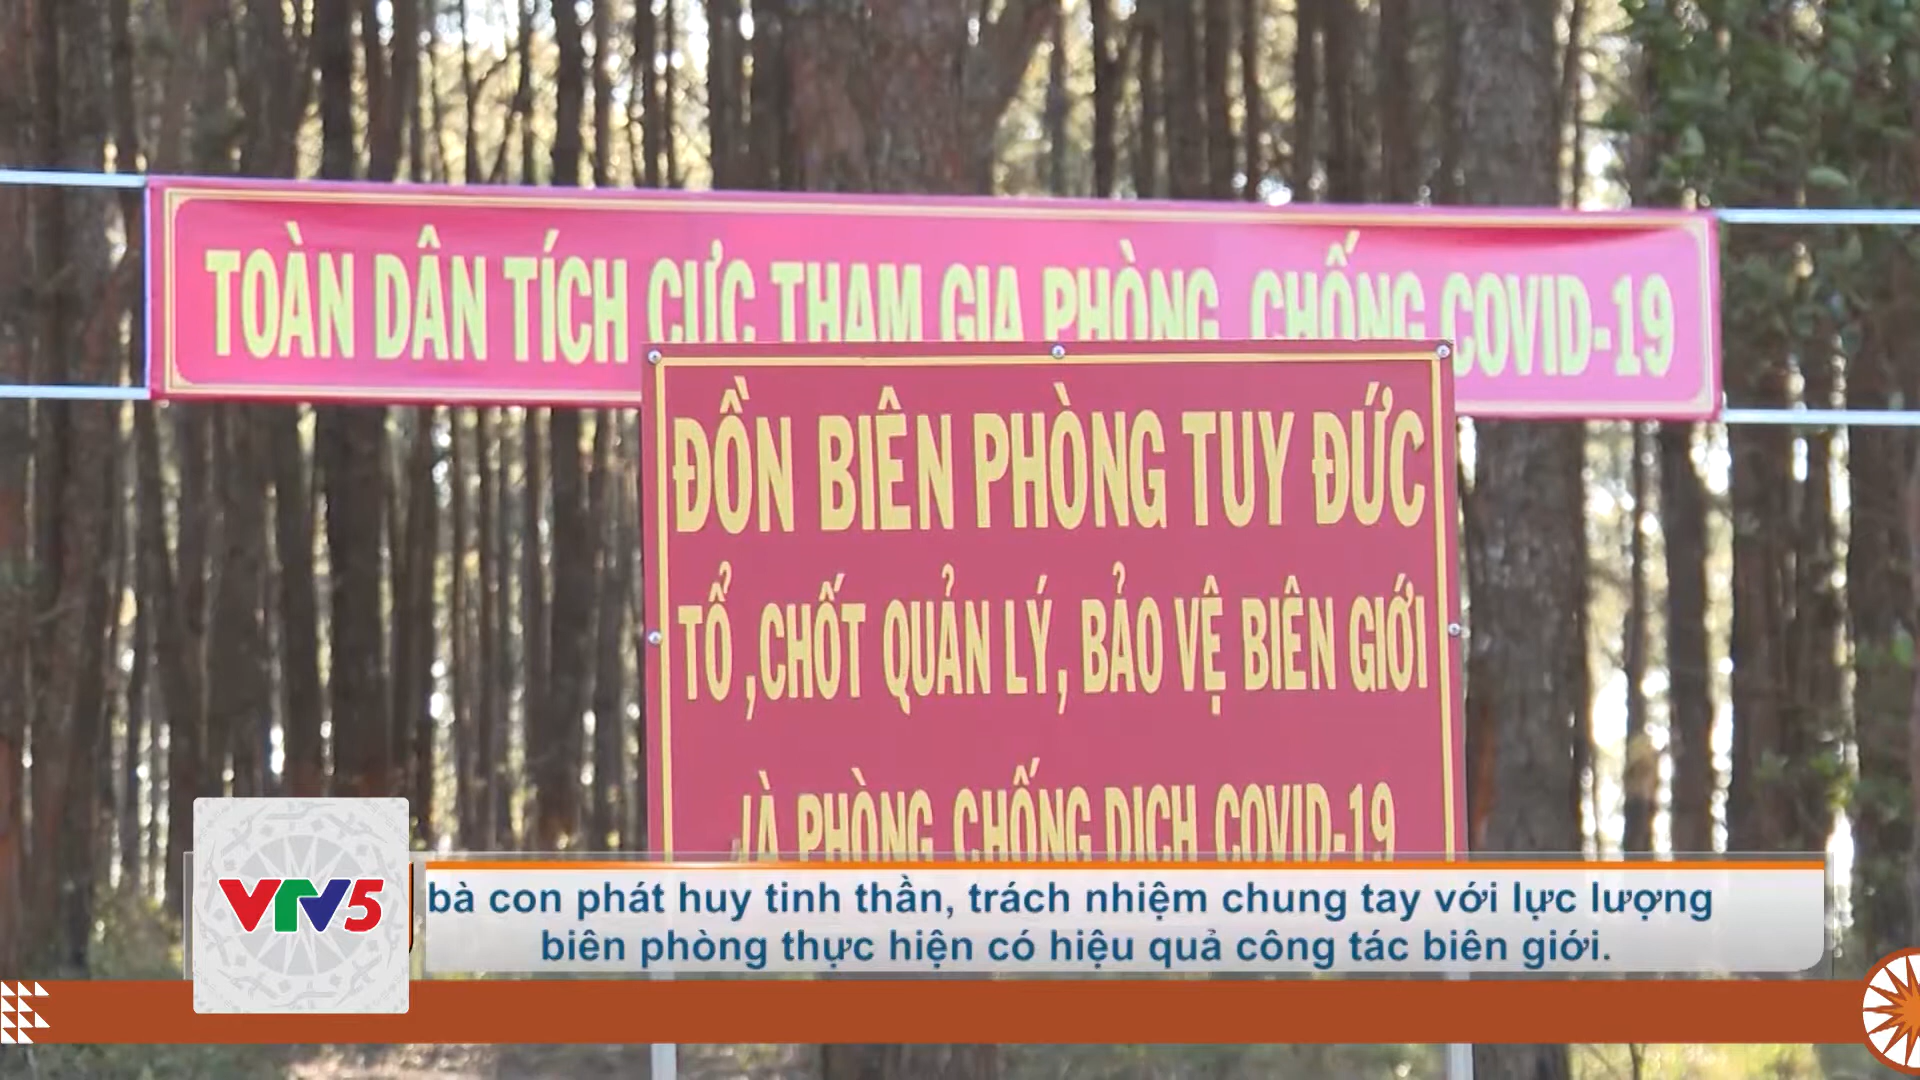 TOÀN DÂN TÍCH CỰC THAM GIA PHÒNG, CHỐNG COVID-19
ĐỒN BIÊN PHÒNG TUY ĐỨC
TỔ ,CHỐT QUẢN LÝ, BẢO VỆ BIÊN GIỚI
VÀ PHÒNG, CHỐNG DỊCH COVID-19
VTV5
bà con phát huy tinh thần, trách nhiệm chung tay với lực lượng
biên phòng thực hiện có hiệu quả công tác biên giới.